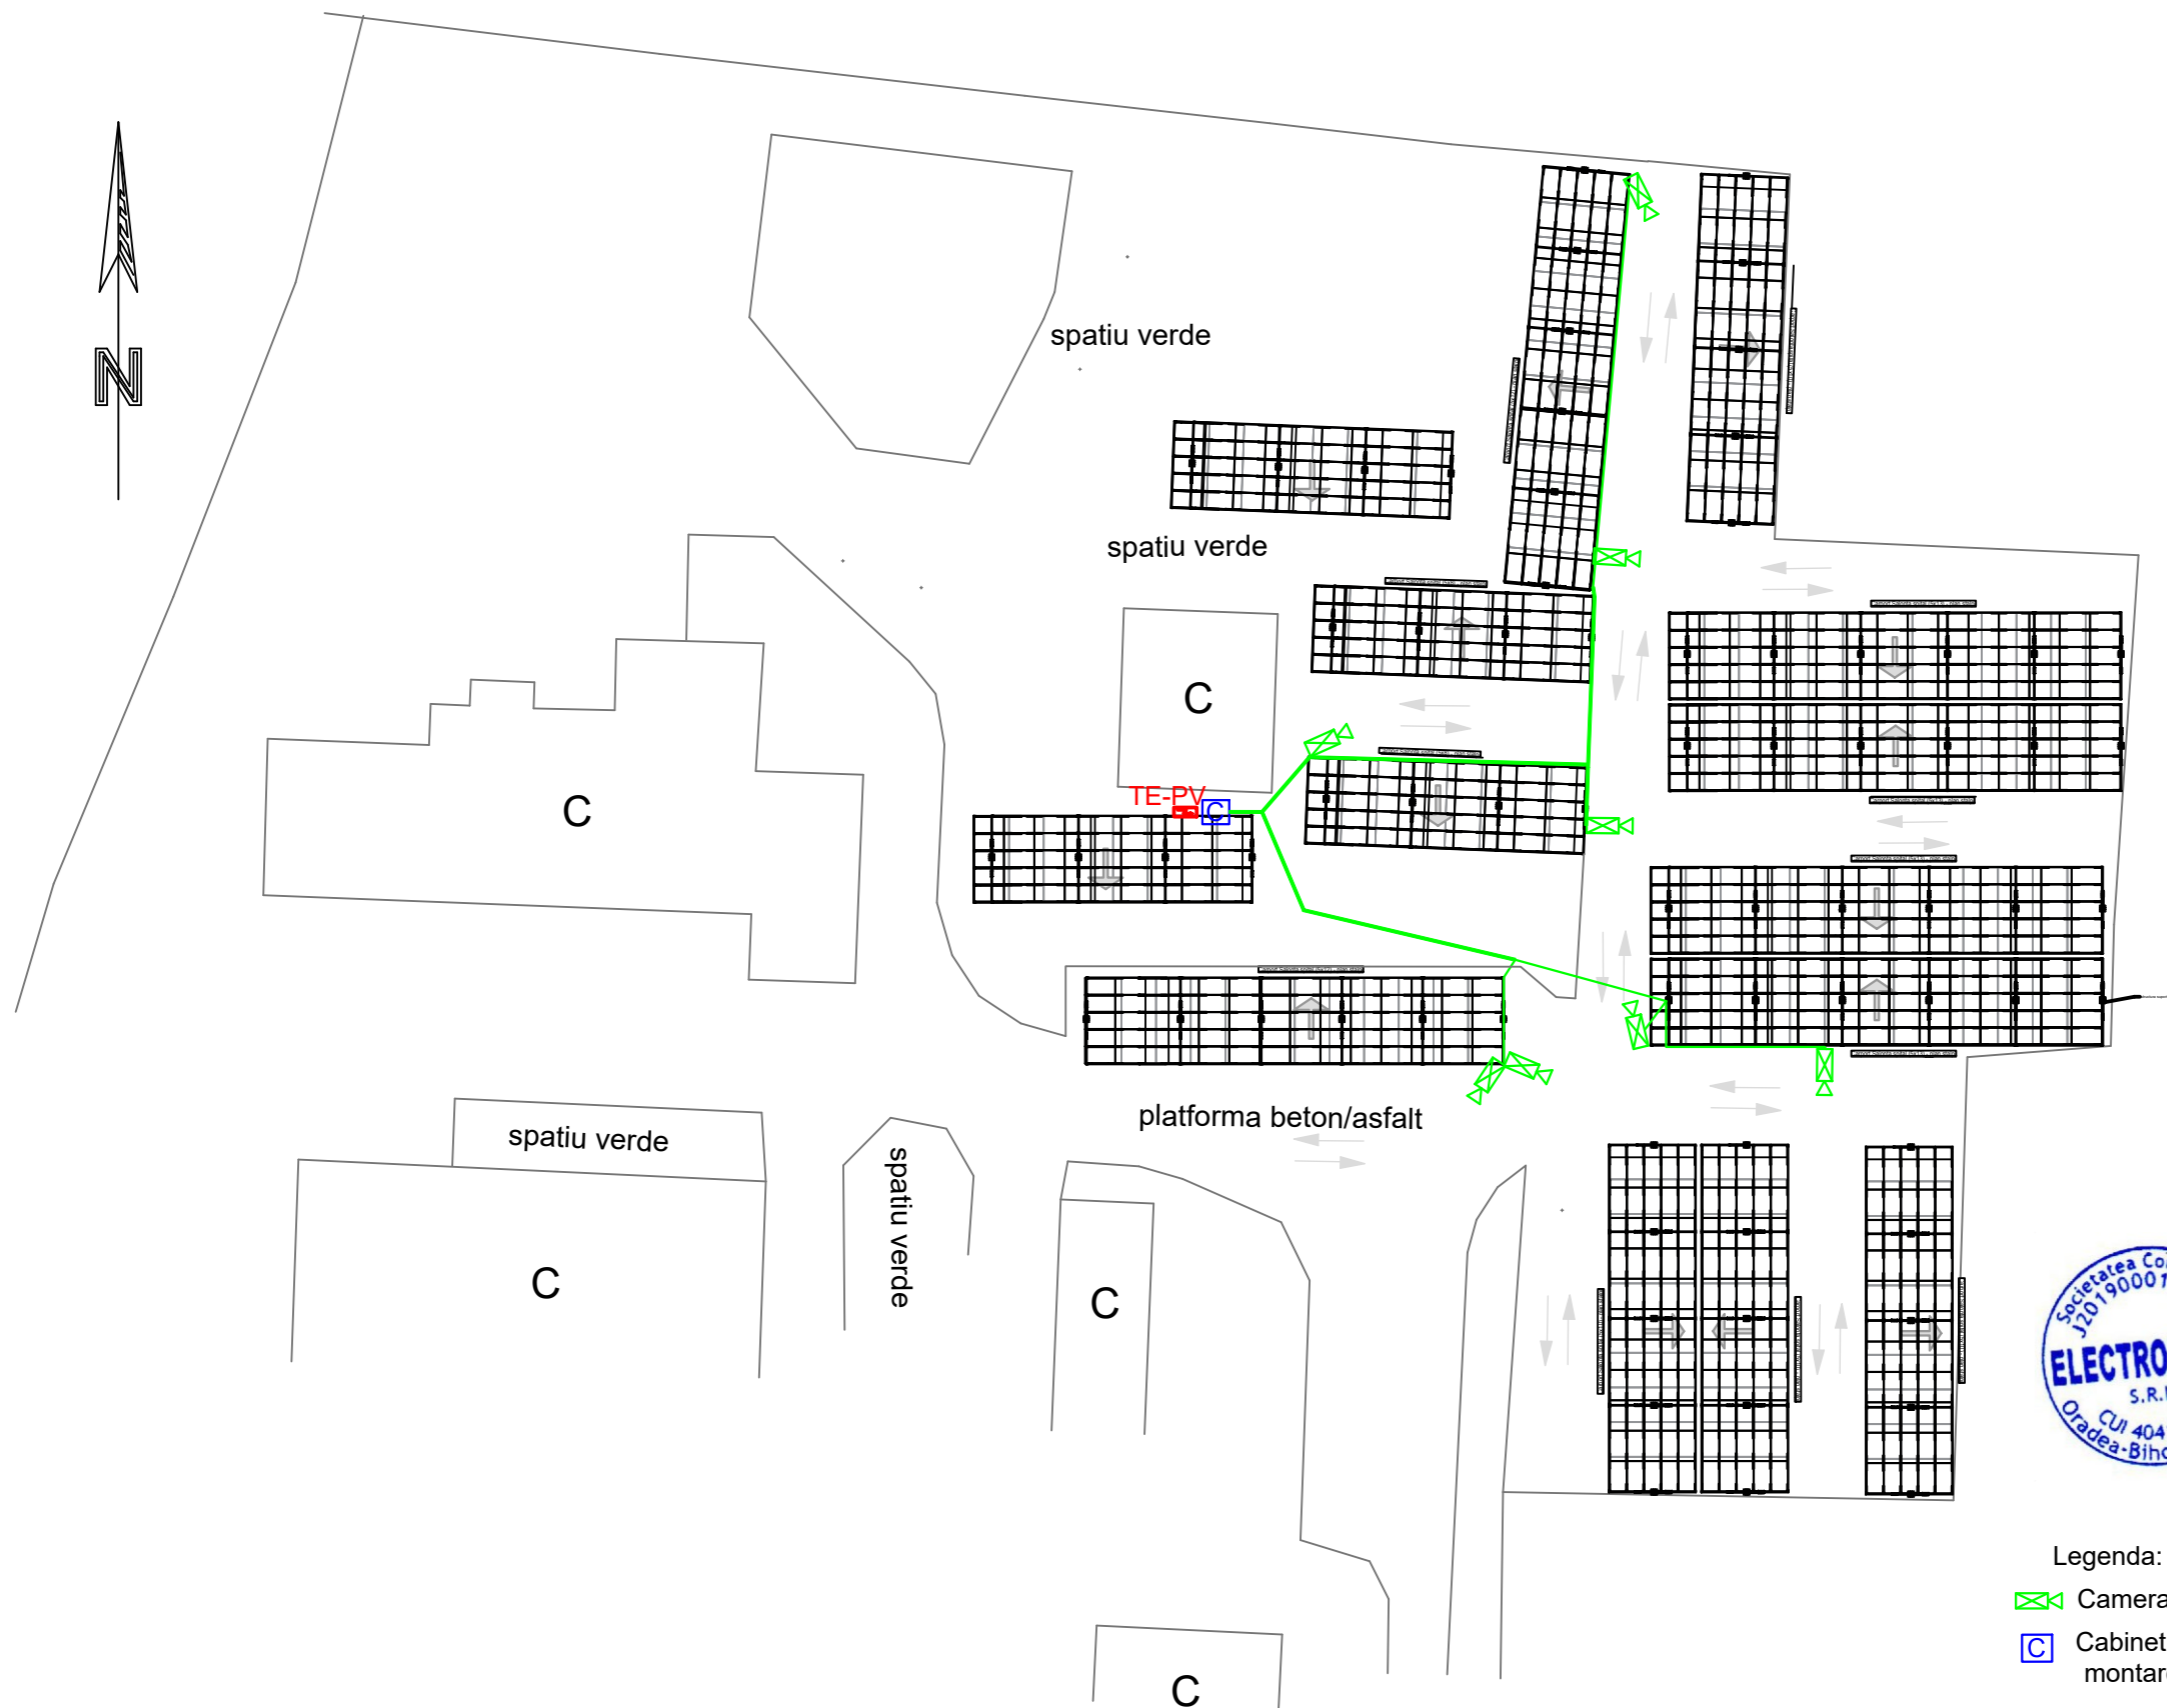 N
spatiu verde
spatiu verde
C
TE-PV
C
C
platforma beton/asfalt
spatiu verde
spatiu verde
C
C
C
Societatea Co
J20190001
ELECTRO
S.R.
CUI 404
Oradea-Biho
Legenda:
Camera
C
Cabinet
montar